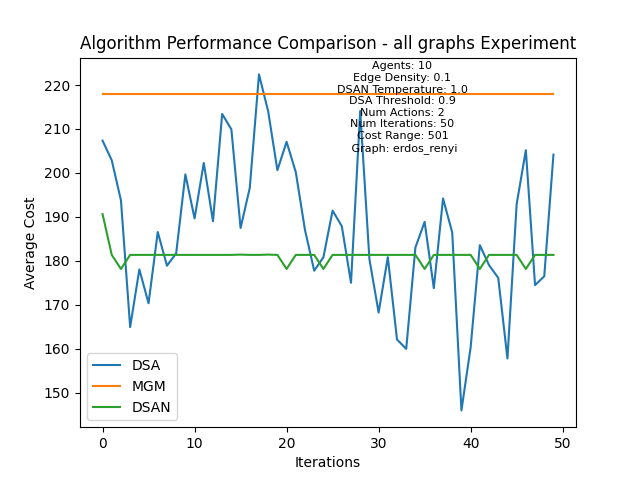 Algorithm Performance Comparison - all graphs Experiment
Agents: 10
Edge Density: 0.1
DSAN Temperature: 1.0
DSA Threshold: 0.9
Num Actions: 2
Num Iterations: 50
Cost Range: 501
Graph: erdos_renyi
Average Cost
220
210
200
190
180
170
160
150
DSA
MGM
DSAN
0
10
20
30
40
50
Iterations